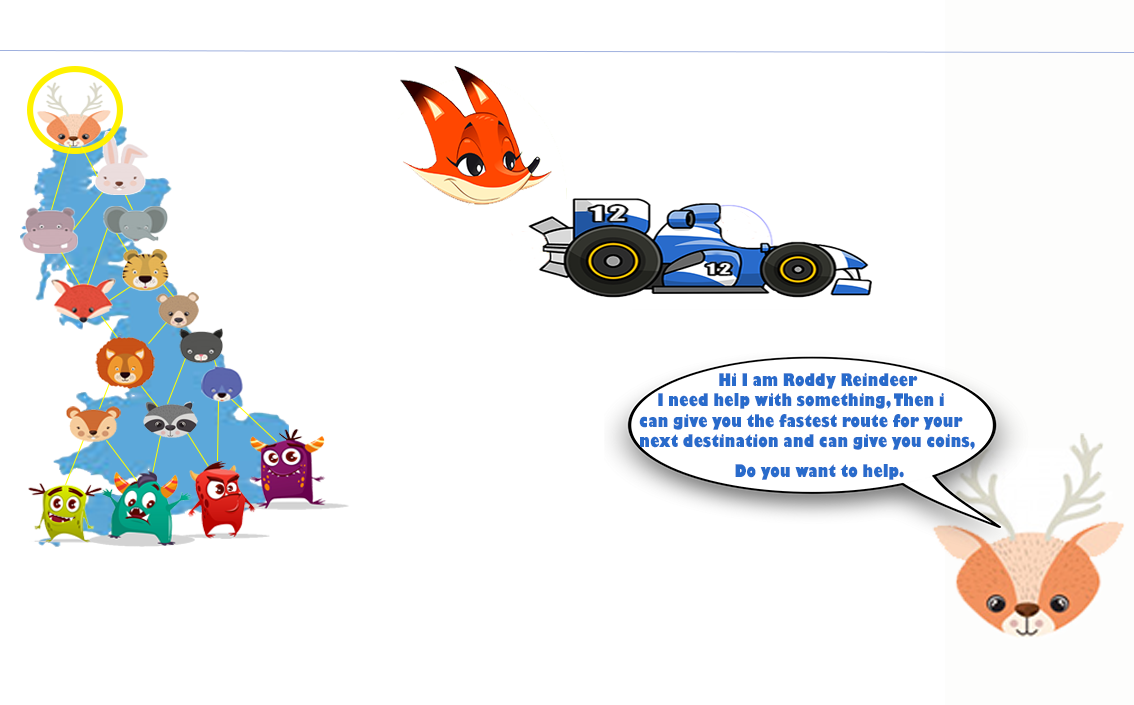 12
12
Hi I am Roddy Reindeer
I need help with something, Then i
can give you the fastest route for your
next destination and can give you coins,
Do you want to help.